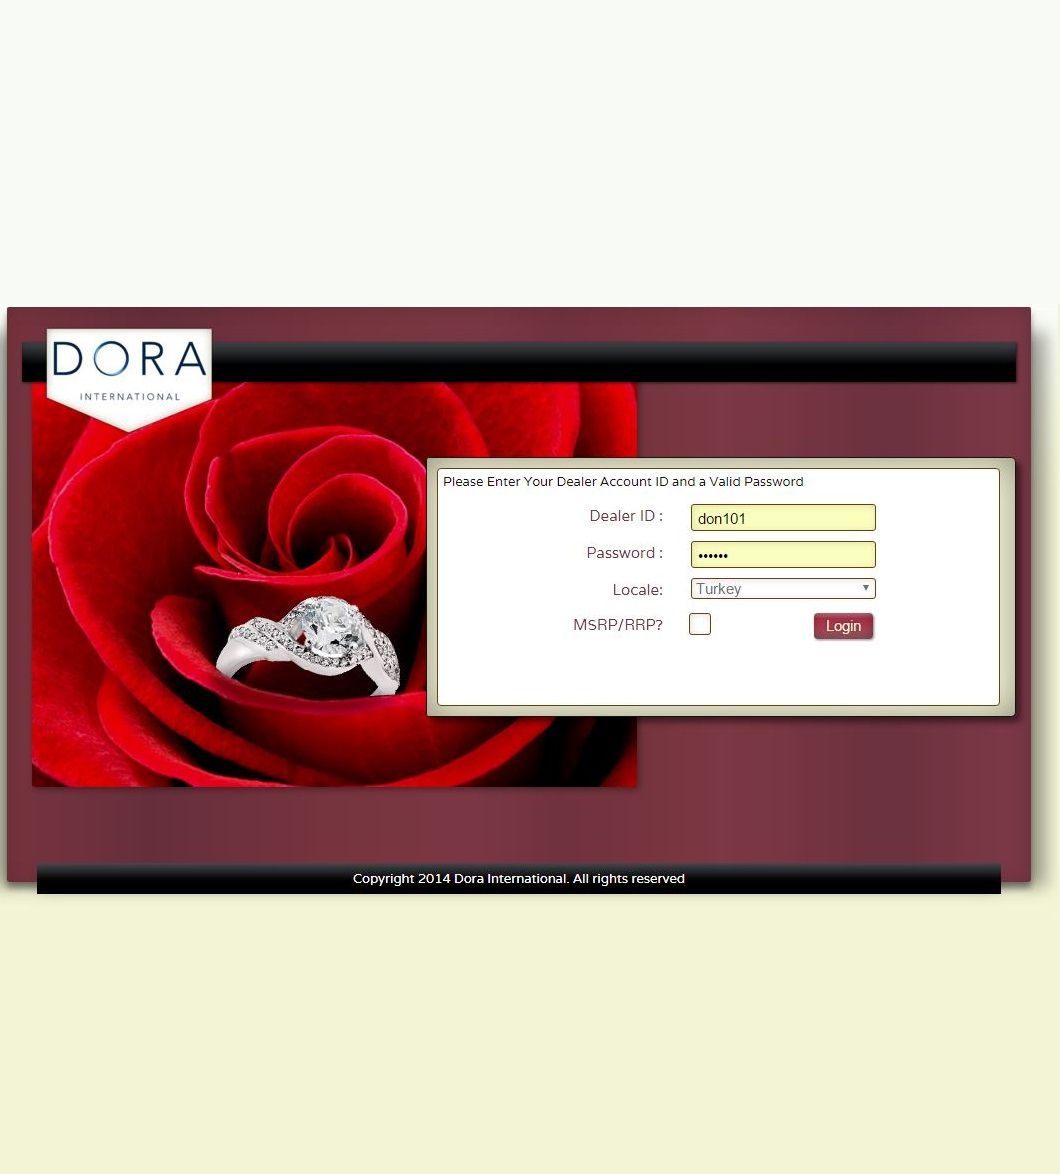 DORA
INTERNATIONAL
Please Enter Your Dealer Account ID and a Valid Password
Dealer ID : don101
Password : ••••••
Locale: Turkey
MSRP/RRP? Login
Copyright 2014 Dora International. All rights reserved